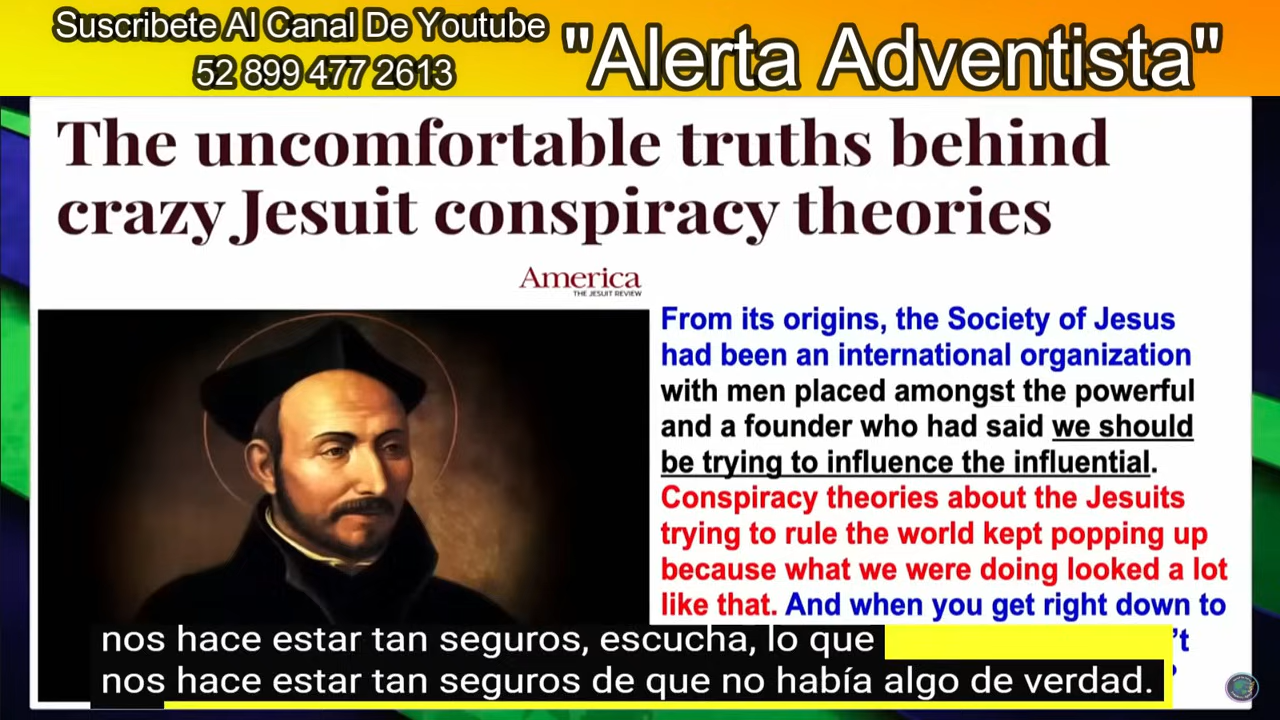 Suscribete Al Canal De Youtube
52 899 477 2613
"Alerta Adventista"
The uncomfortable truths behind
crazy Jesuit conspiracy theories
America
THE JESUIT REVIEW
From its origins, the Society of Jesus
had been an international organization
with men placed amongst the powerful
and a founder who had said we should
be trying to influence the influential.
Conspiracy theories about the Jesuits
trying to rule the world kept popping up
because what we were doing looked a lot
like that. And when you get right down to
't
nos hace estar tan seguros, escucha, lo que
nos hace estar tan seguros de que no había algo de verdad.